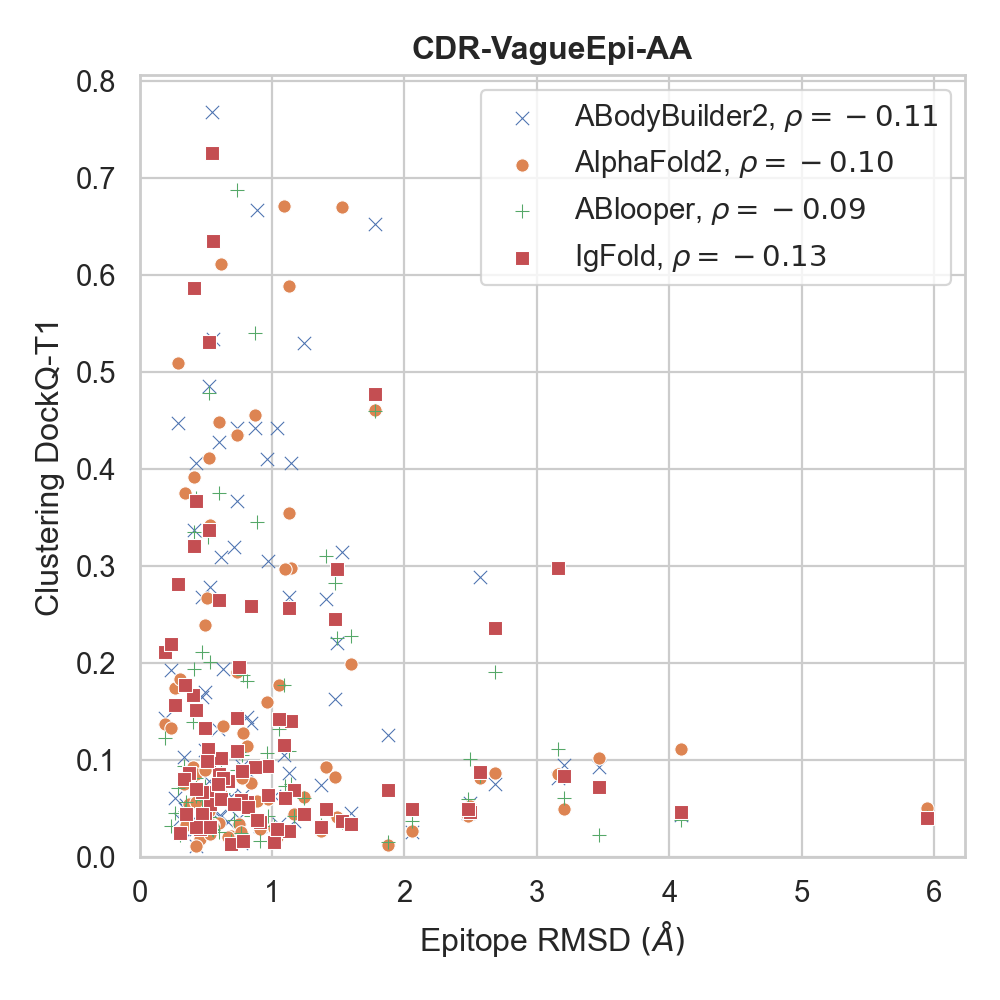 CDR-VagueEpi-AA
ABodyBuilder2, ρ = −0.11
AlphaFold2, ρ = −0.10
ABlooper, ρ = −0.09
IgFold, ρ = −0.13
Clustering DockQ-T1
0.8
0.7
0.6
0.5
0.4
0.3
0.2
0.1
0.0
0 1 2 3 4 5 6
Epitope RMSD (Å)